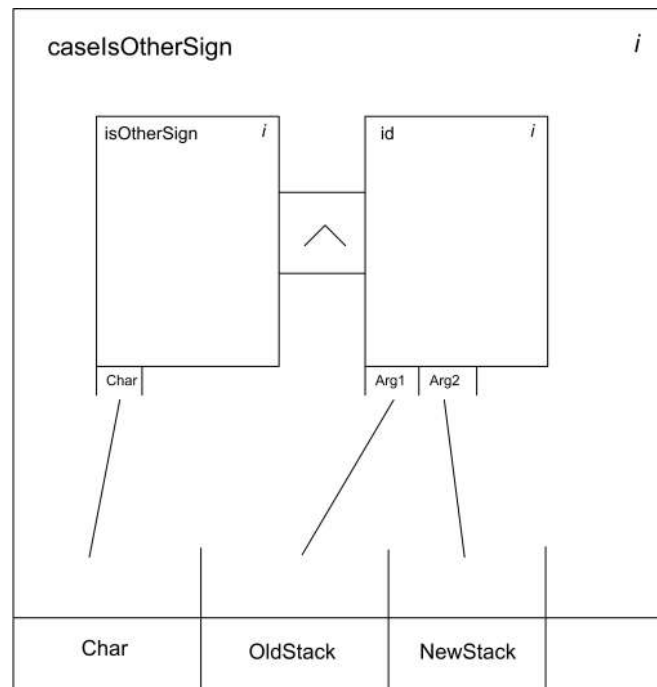 caseIsOtherSign i
isOtherSign i
id i
Char
Arg1 Arg2
Char OldStack NewStack